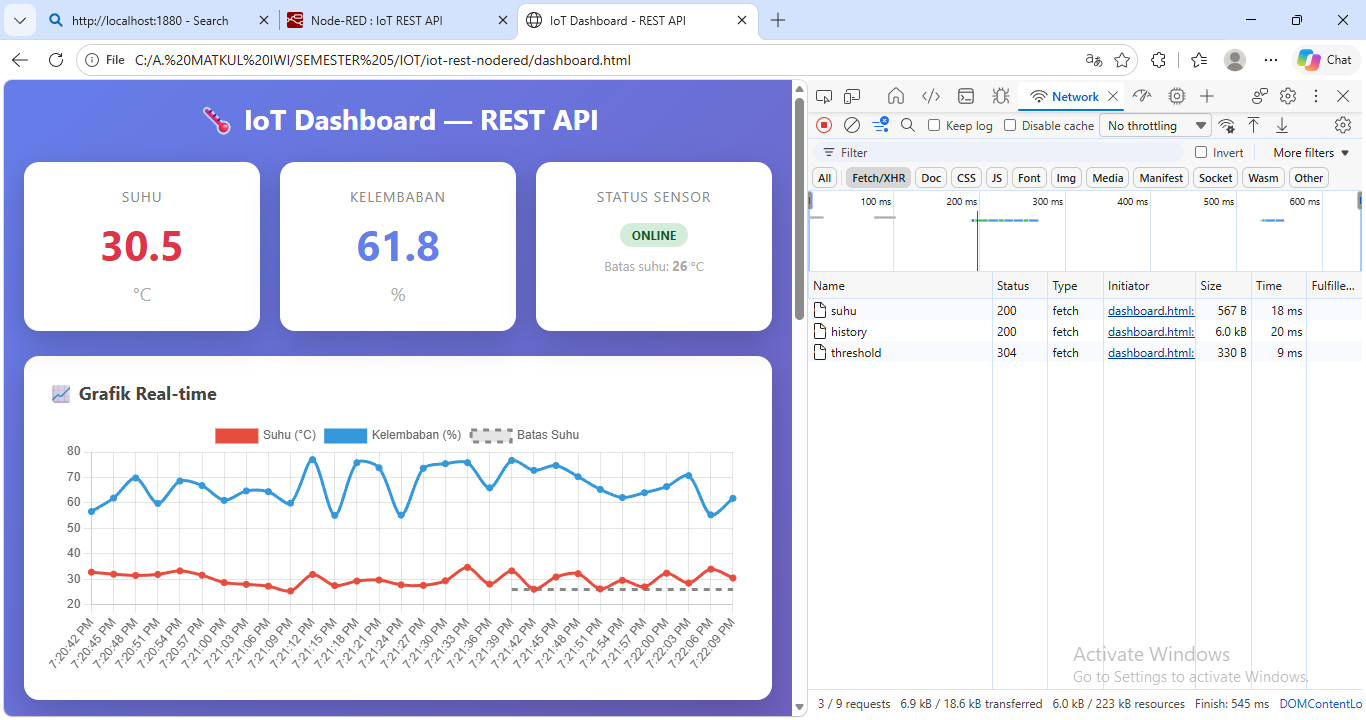 http://localhost:1880 - Search
Node-RED : IoT REST API
IoT Dashboard - REST API
File C:/A.%20MATKUL%20IWI/SEMESTER%205/IOT/iot-rest-nodered/dashboard.html
Chat
🌡️ IoT Dashboard — REST API
SUHU
30.5
°C
KELEMBABAN
61.8
%
STATUS SENSOR
ONLINE
Batas suhu: 26 °C
📈 Grafik Real-time
Suhu (°C) Kelembaban (%) Batas Suhu
80
70
60
50
40
30
20
7:20:42 PM
7:20:45 PM
7:20:48 PM
7:20:51 PM
7:20:54 PM
7:20:57 PM
7:21:00 PM
7:21:03 PM
7:21:06 PM
7:21:09 PM
7:21:12 PM
7:21:15 PM
7:21:18 PM
7:21:21 PM
7:21:24 PM
7:21:27 PM
7:21:30 PM
7:21:33 PM
7:21:36 PM
7:21:39 PM
7:21:42 PM
7:21:45 PM
7:21:48 PM
7:21:51 PM
7:21:54 PM
7:21:57 PM
7:22:00 PM
7:22:03 PM
7:22:06 PM
7:22:09 PM
Network
Keep log Disable cache No throttling
Filter Invert More filters
All Fetch/XHR Doc CSS JS Font Img Media Manifest Socket Wasm Other
100 ms 200 ms 300 ms 400 ms 500 ms 600 ms
Name Status Type Initiator Size Time Fulfille...
suhu 200 fetch dashboard.html: 567 B 18 ms
history 200 fetch dashboard.html: 6.0 kB 20 ms
threshold 304 fetch dashboard.html: 330 B 9 ms
Activate Windows
Go to Settings to activate Windows.
3 / 9 requests 6.9 kB / 18.6 kB transferred 6.0 kB / 223 kB resources Finish: 545 ms DOMContentLo